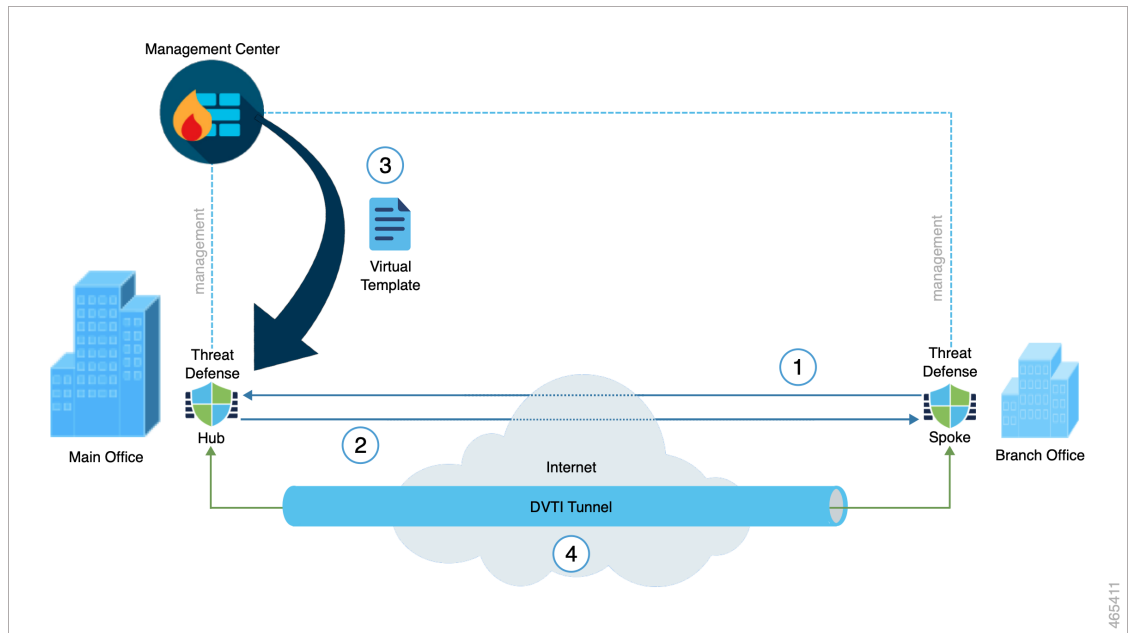 Management Center
3
Virtual
Template
management
management
Threat
Defense
Hub
Main Office
1
Threat
Defense
Spoke
Branch Office
2
Internet
DVTI Tunnel
4
465411